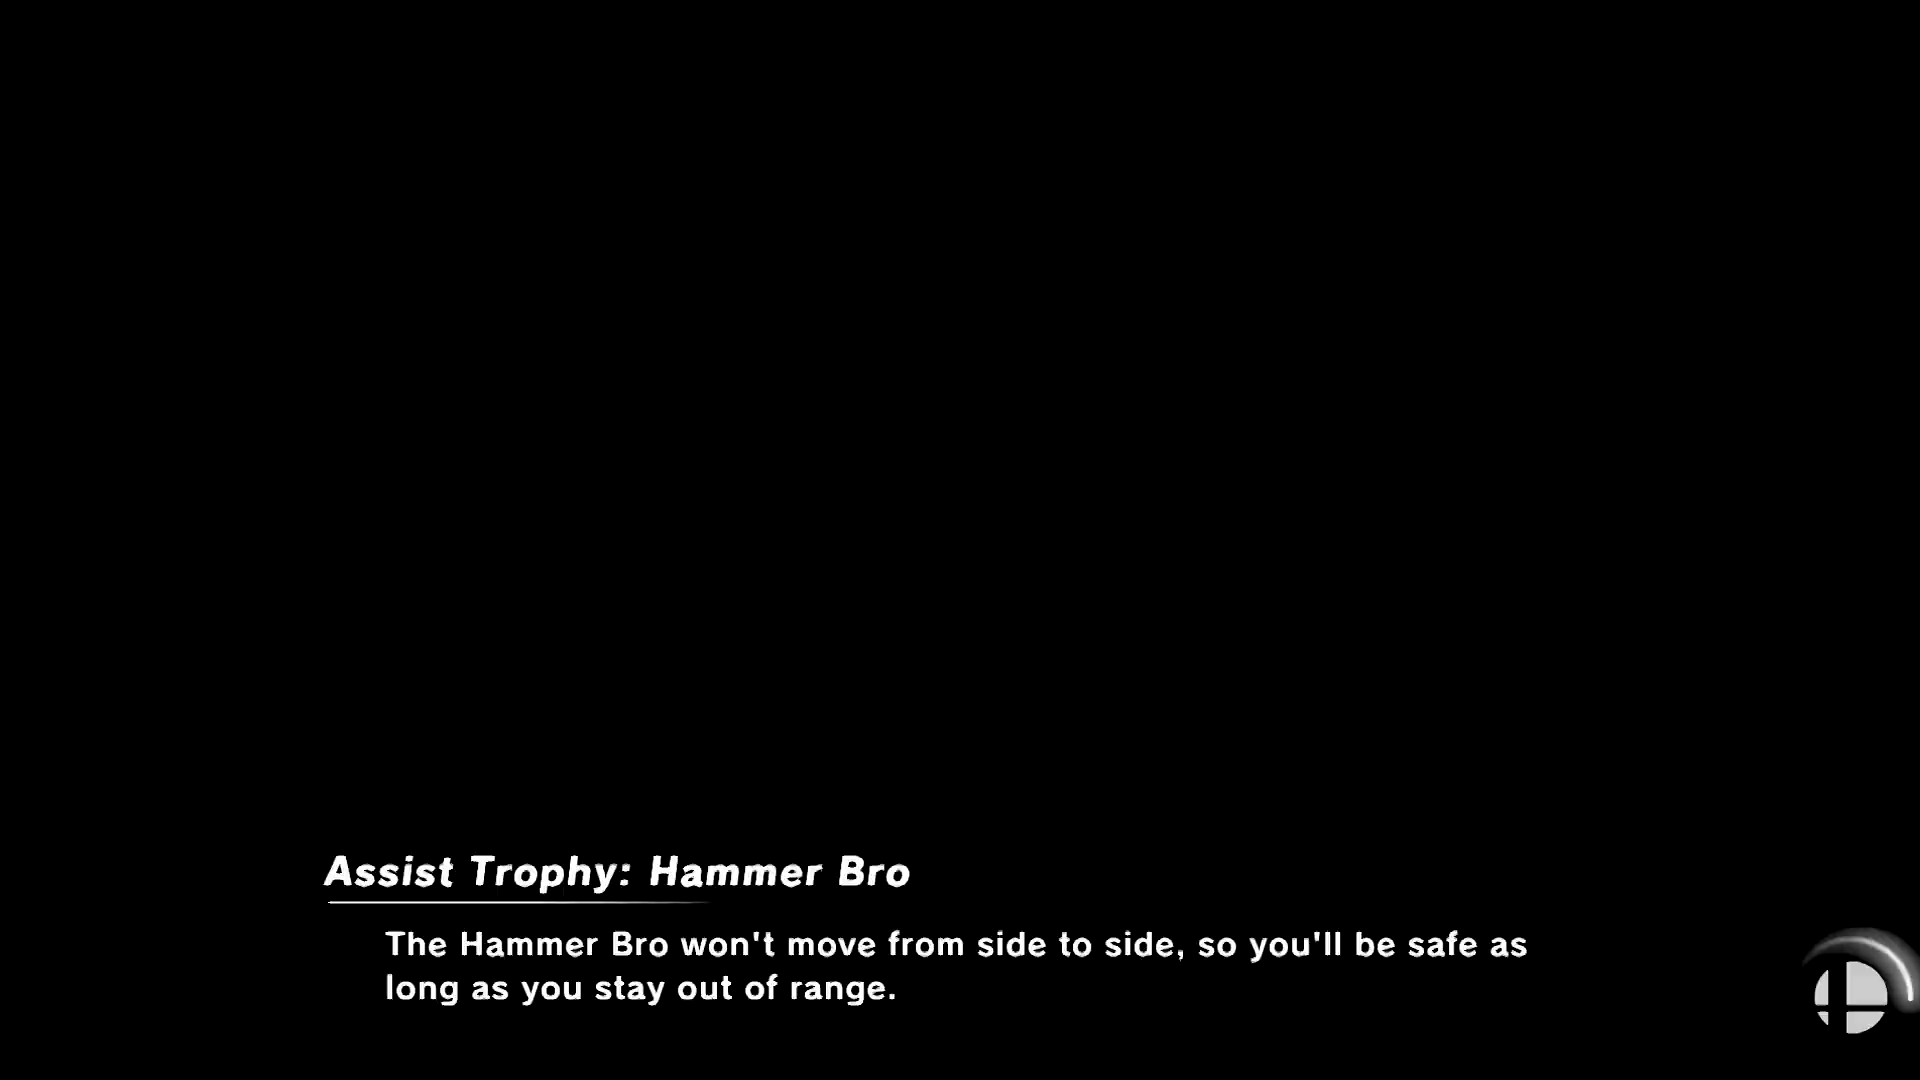 Assist Trophy: Hammer Bro
The Hammer Bro won't move from side to side, so you'll be safe as
long as you stay out of range.